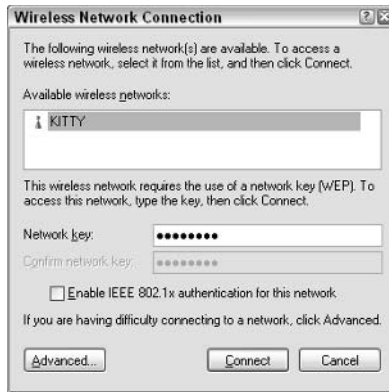 Wireless Network Connection
The following wireless network(s) are available. To access a
wireless network, select it from the list, and then click Connect.
Available wireless networks:
KITTY
This wireless network requires the use of a network key (WEP). To
access this network, type the key, then click Connect.
Network key: ●●●●●●●●
Confirm network key: ●●●●●●●●
Enable IEEE 802.1x authentication for this network
If you are having difficulty connecting to a network, click Advanced.
Advanced... Connect Cancel